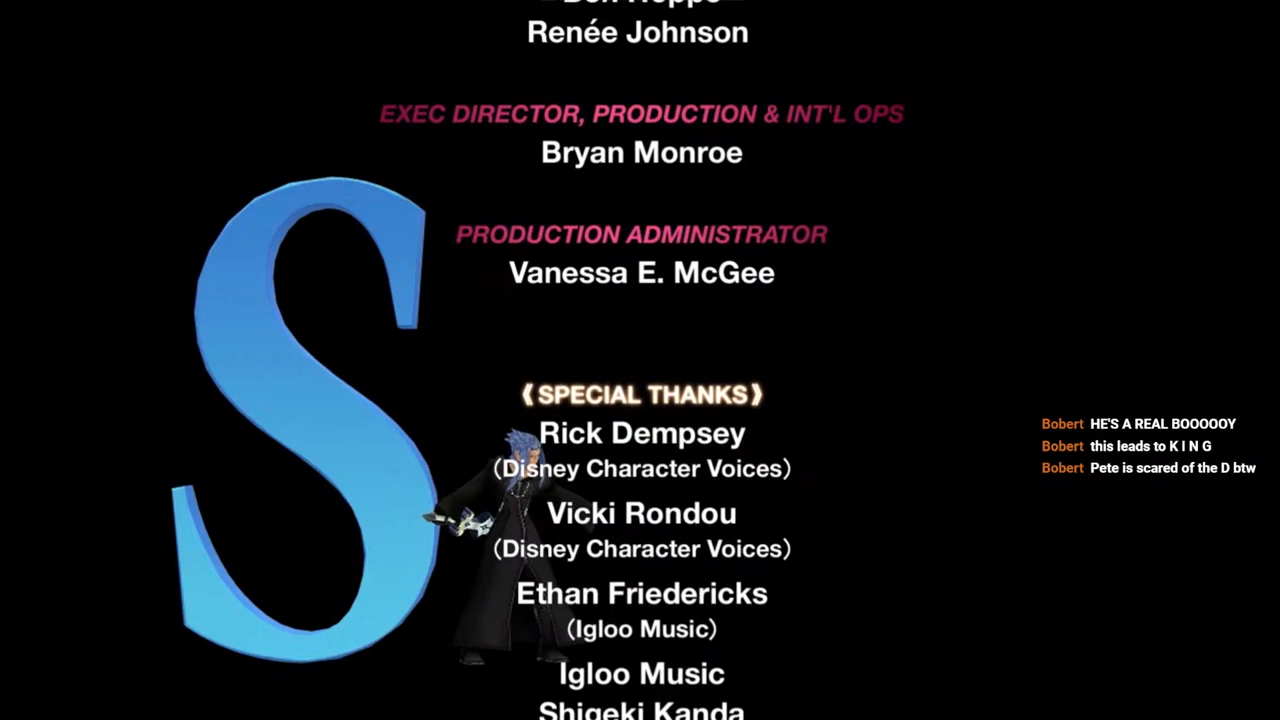 Renée Johnson
EXEC DIRECTOR, PRODUCTION & INT'L OPS
Bryan Monroe
PRODUCTION ADMINISTRATOR
Vanessa E. McGee
S
⟪SPECIAL THANKS⟫
Rick Dempsey
(Disney Character Voices)
Vicki Rondou
(Disney Character Voices)
Ethan Friedericks
(Igloo Music)
Igloo Music
Shigeki Kanda
Bobert HE'S A REAL BOOOOOY
Bobert this leads to K I N G
Bobert Pete is scared of the D btw